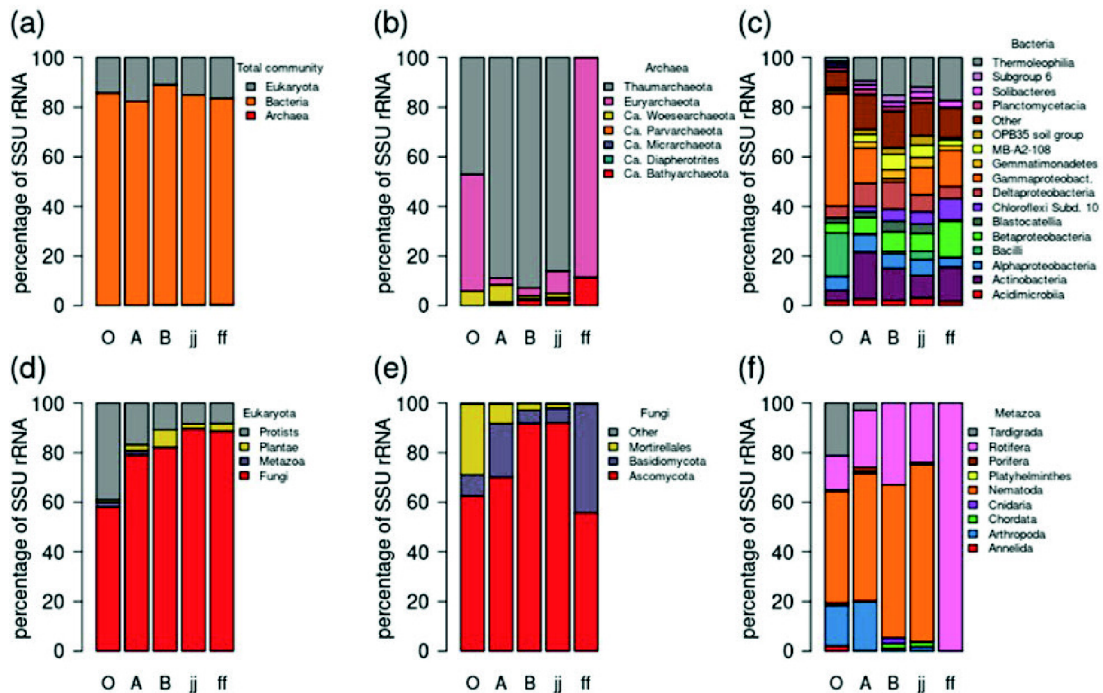 (a)
percentage of SSU rRNA
100
80
60
40
20
0
O A B jj ff
Total community
Eukaryota
Bacteria
Archaea
(b)
percentage of SSU rRNA
100
80
60
40
20
0
O A B jj ff
Archaea
Thaumarchaeota
Euryarchaeota
Ca. Woesearchaeota
Ca. Parvarchaeota
Ca. Micrarchaeota
Ca. Diapherotrites
Ca. Bathyarchaeota
(c)
percentage of SSU rRNA
100
80
60
40
20
0
O A B jj ff
Bacteria
Thermoleophilia
Subgroup 6
Solibacteres
Planctomycetacia
Other
OPB35 soil group
MB-A2-108
Gemmatimonadetes
Gammaproteobact.
Deltaproteobacteria
Chloroflexi Subd. 10
Blastocatellia
Betaproteobacteria
Bacilli
Alphaproteobacteria
Actinobacteria
Acidimicrobiia
(d)
percentage of SSU rRNA
100
80
60
40
20
0
O A B jj ff
Eukaryota
Protists
Plantae
Metazoa
Fungi
(e)
percentage of SSU rRNA
100
80
60
40
20
0
O A B jj ff
Fungi
Other
Mortirellales
Basidiomycota
Ascomycota
(f)
percentage of SSU rRNA
100
80
60
40
20
0
O A B jj ff
Metazoa
Tardigrada
Rotifera
Porifera
Platyhelminthes
Nematoda
Cnidaria
Chordata
Arthropoda
Annelida